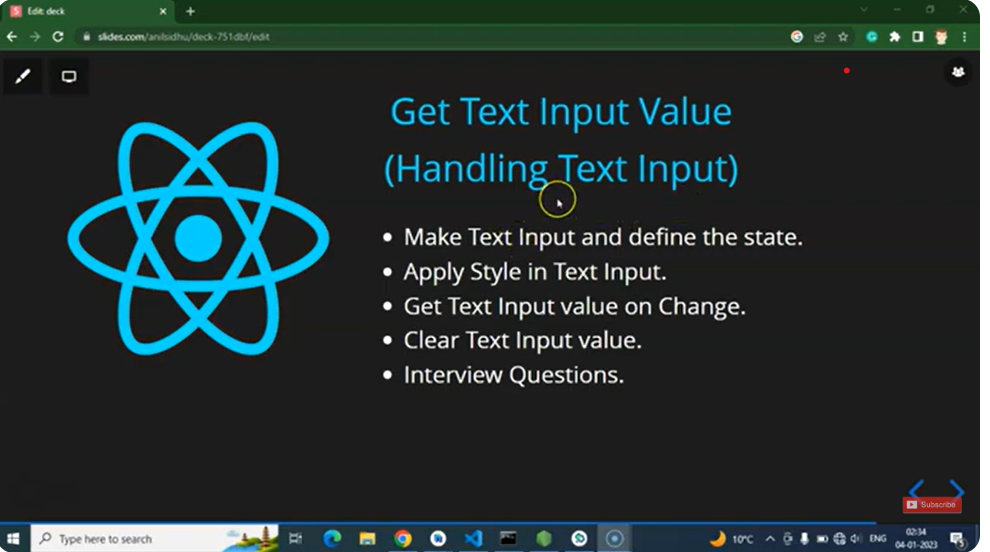 Edit: deck
slides.com/anilsidhu/deck-751dbf/edit
Get Text Input Value
(Handling Text Input)
Make Text Input and define the state.
Apply Style in Text Input.
Get Text Input value on Change.
Clear Text Input value.
Interview Questions.
Subscribe
Type here to search
10°C
ENG
02:34
04-01-2023